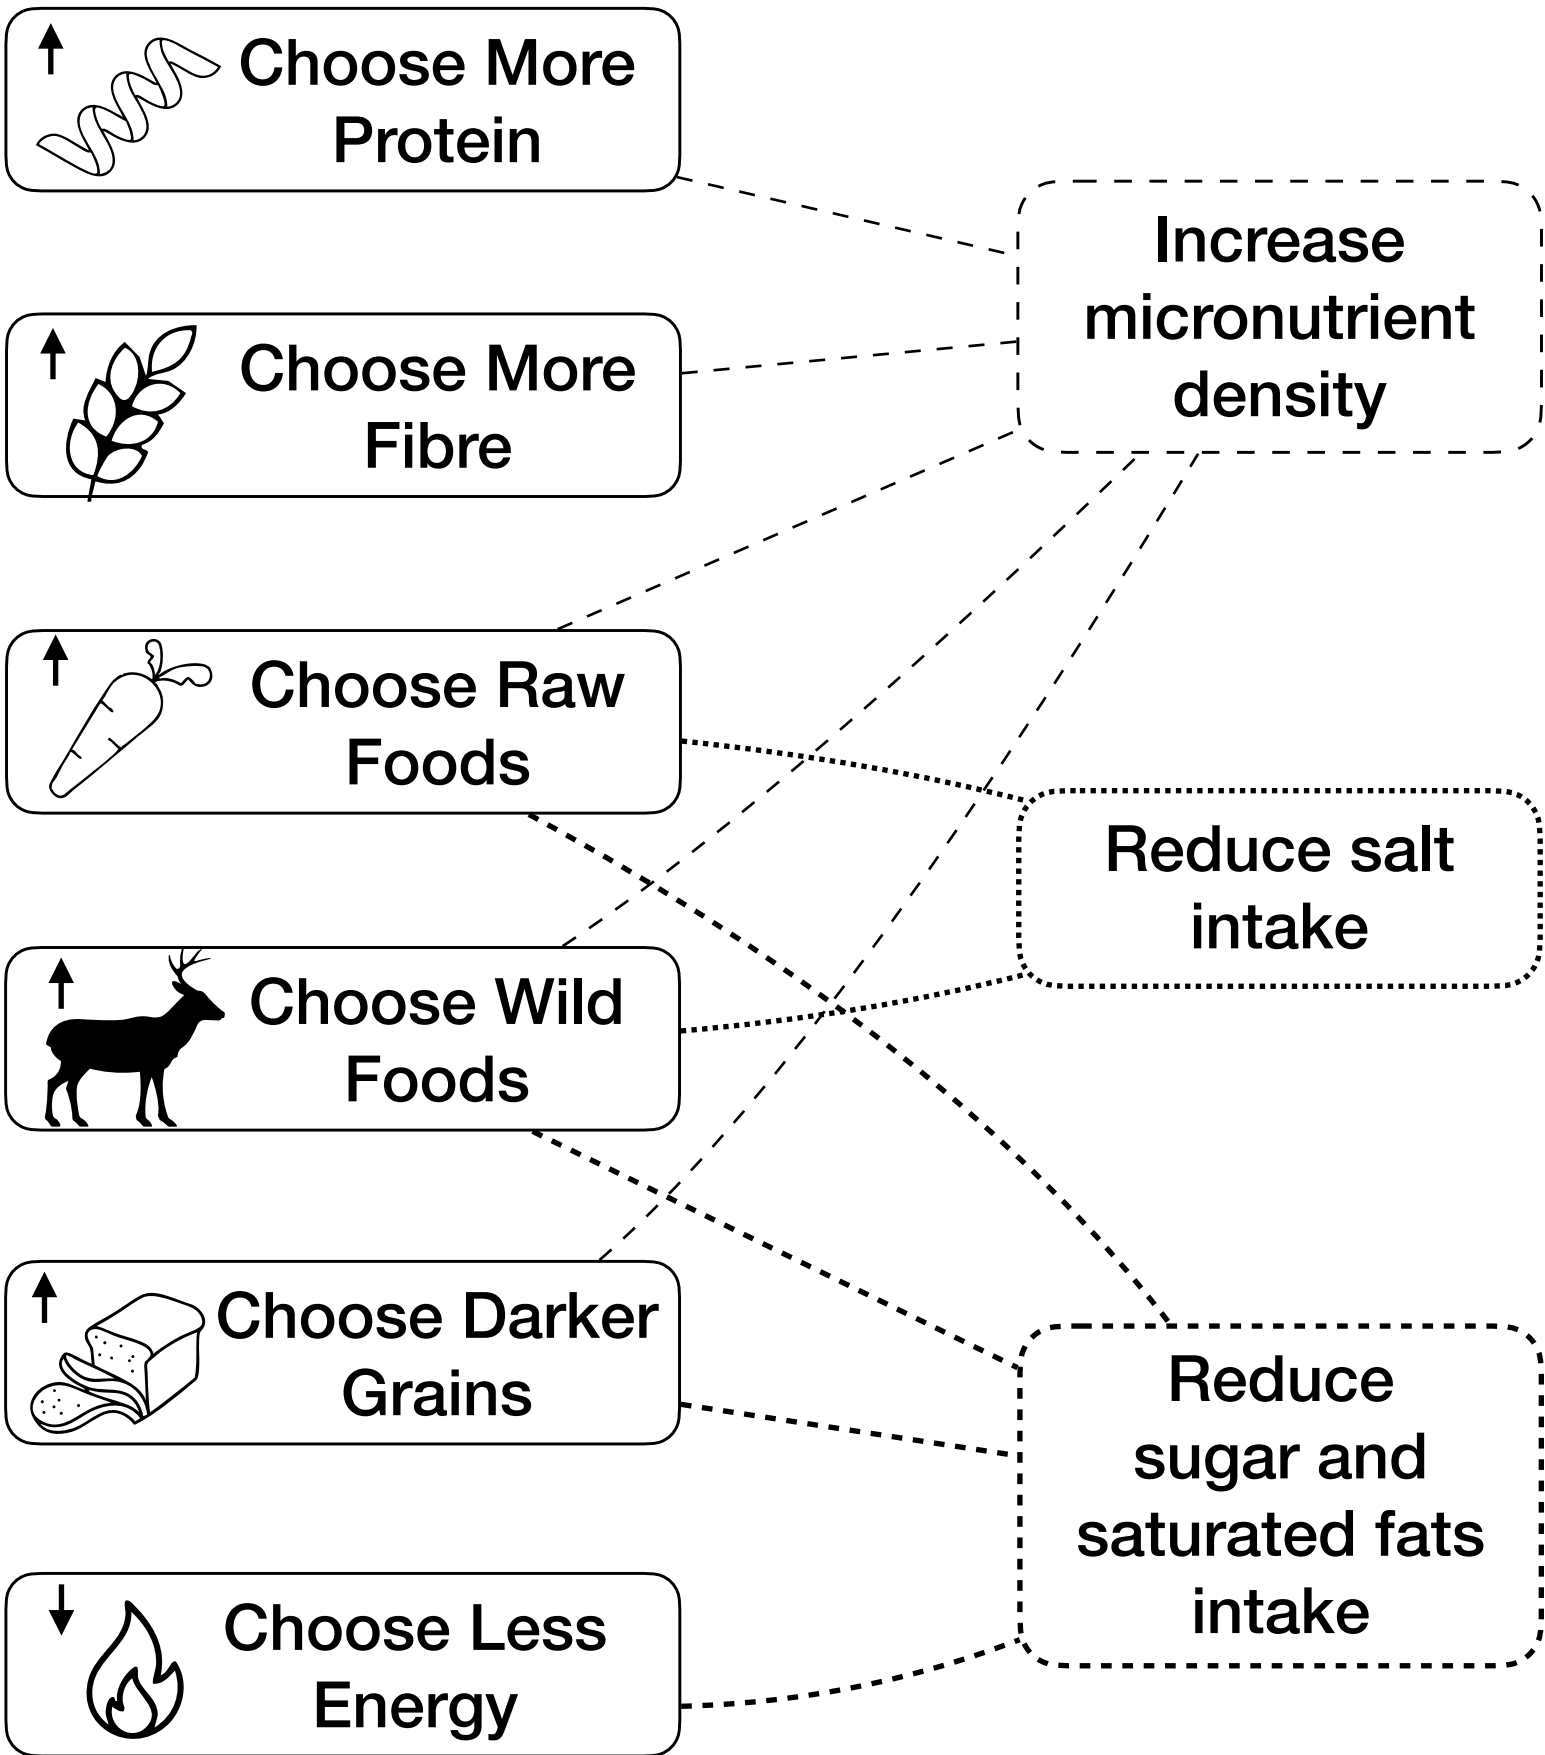 Choose More
Protein
Choose More
Fibre
Choose Raw
Foods
Choose Wild
Foods
Choose Darker
Grains
Choose Less
Energy
Increase
micronutrient
density
Reduce salt
intake
Reduce
sugar and
saturated fats
intake